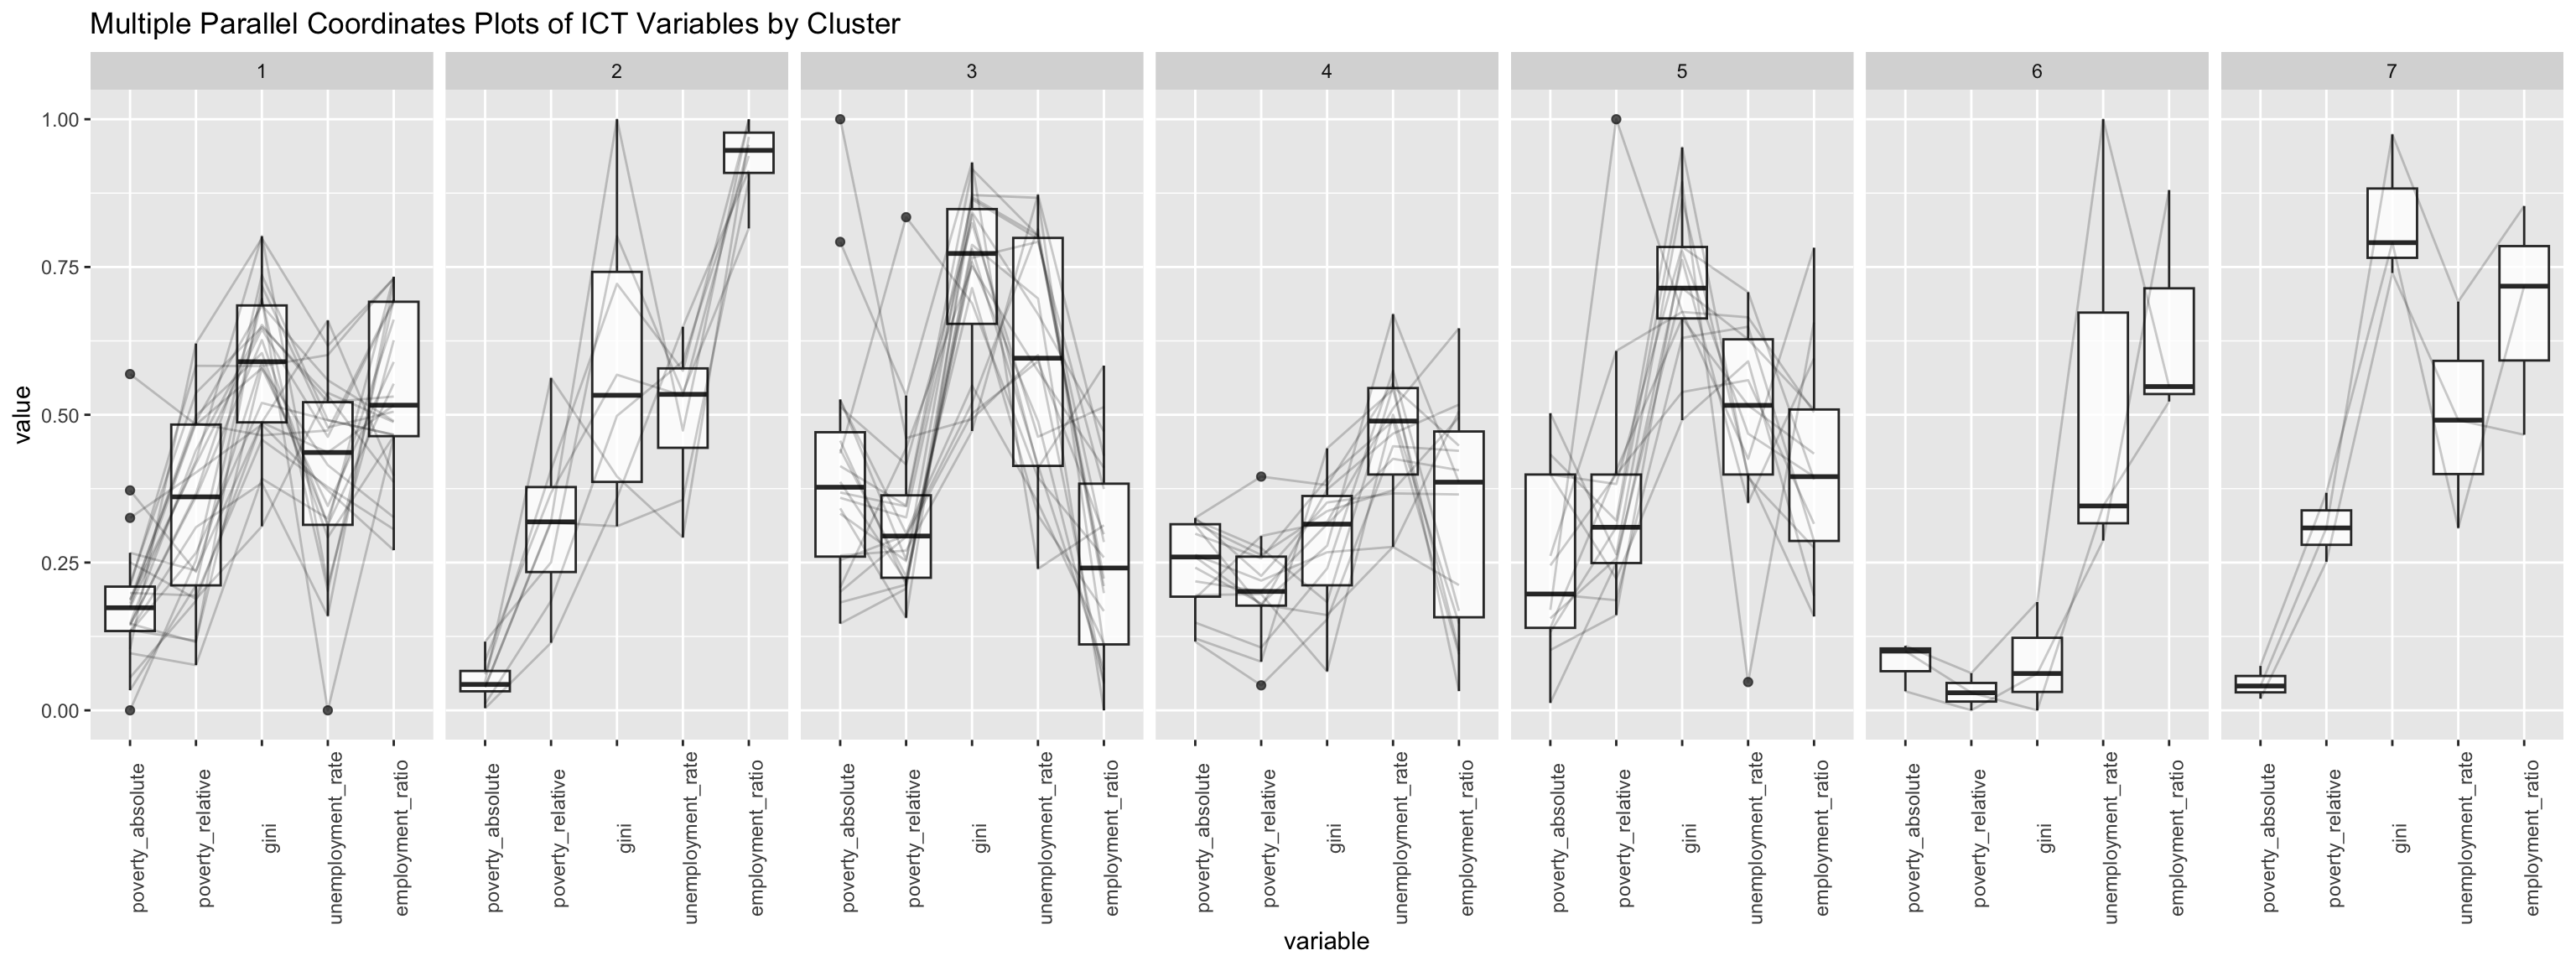 Multiple Parallel Coordinates Plots of ICT Variables by Cluster
1 2 3 4 5 6 7
1.00
0.75
0.50
0.25
0.00
value
poverty_absolute poverty_relative gini unemployment_rate employment_ratio
poverty_absolute poverty_relative gini unemployment_rate employment_ratio
poverty_absolute poverty_relative gini unemployment_rate employment_ratio
poverty_absolute poverty_relative gini unemployment_rate employment_ratio
poverty_absolute poverty_relative gini unemployment_rate employment_ratio
poverty_absolute poverty_relative gini unemployment_rate employment_ratio
poverty_absolute poverty_relative gini unemployment_rate employment_ratio
variable